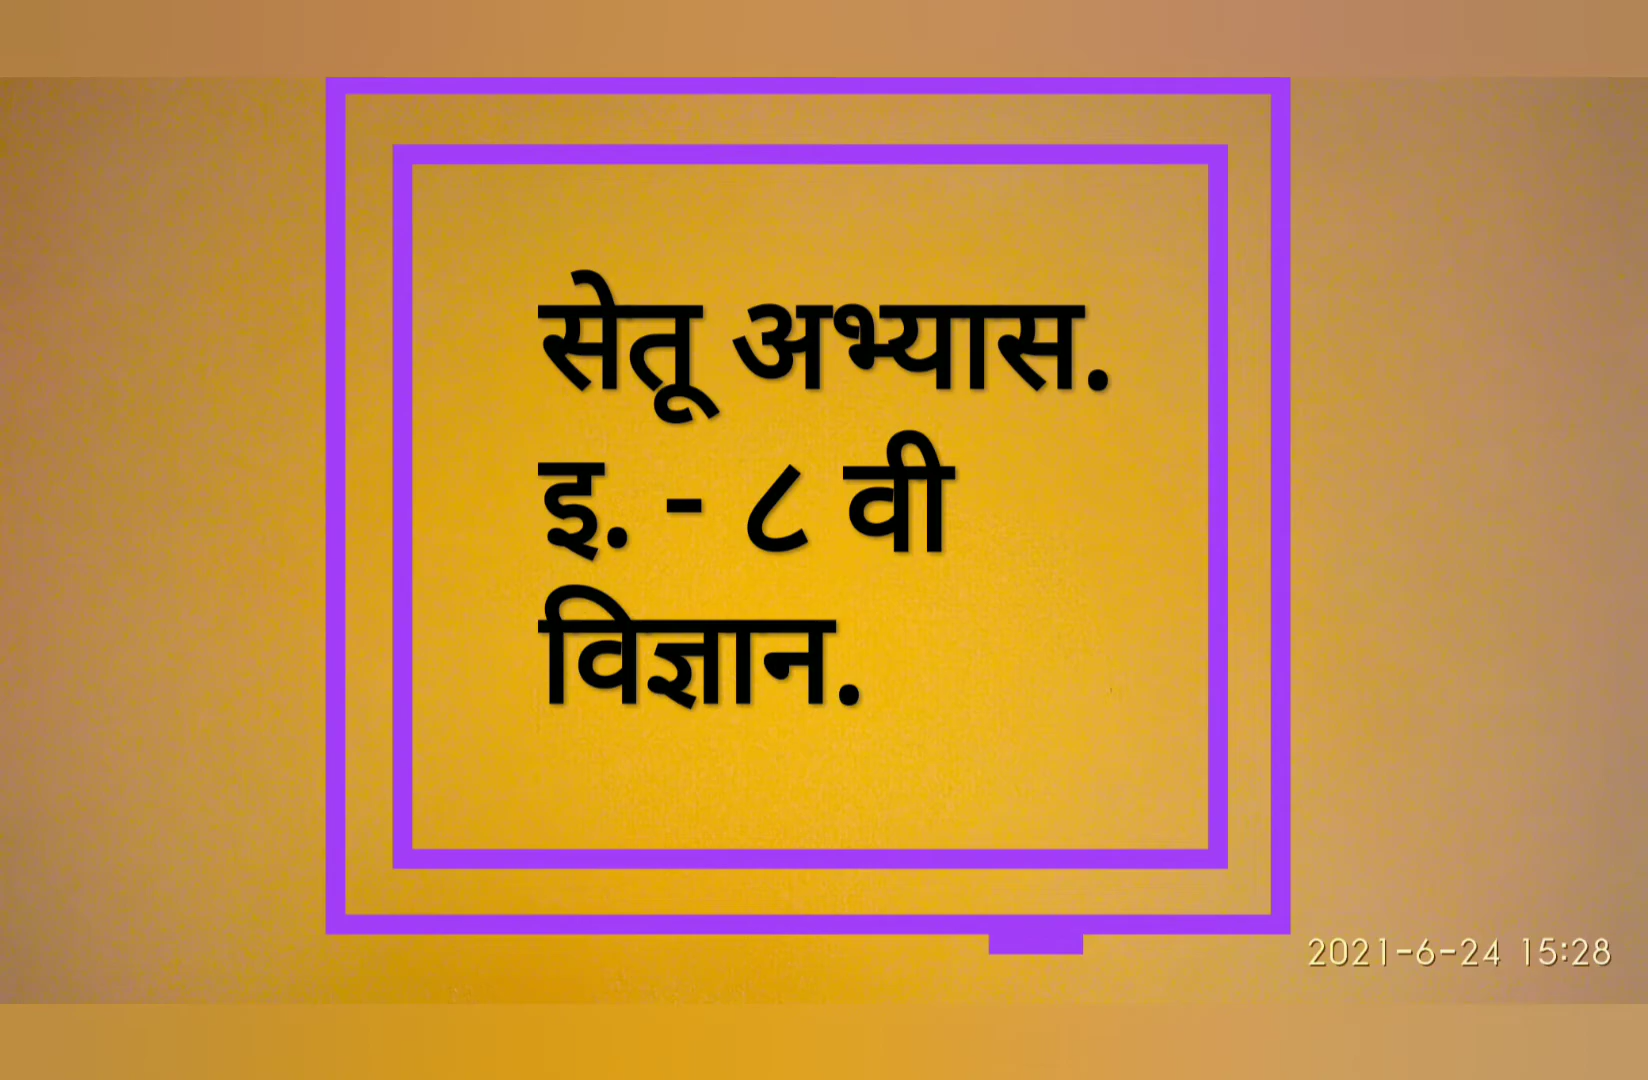 सेतू अभ्यास.
इ. - ८ वी
विज्ञान.
2021-6-24 15:28